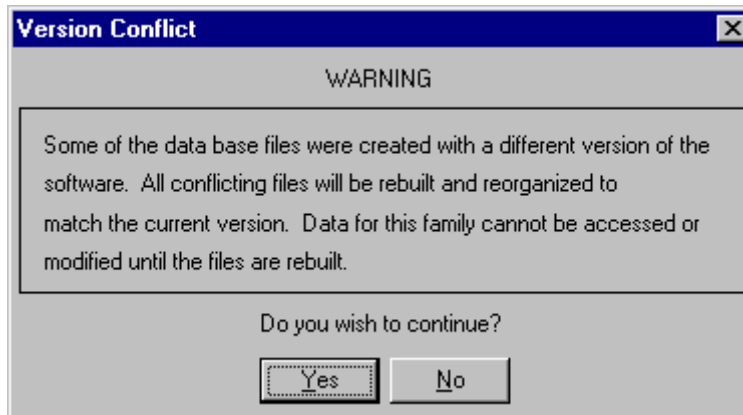 Version Conflict
WARNING
Some of the data base files were created with a different version of the
software.  All conflicting files will be rebuilt and reorganized to
match the current version.  Data for this family cannot be accessed or
modified until the files are rebuilt.
Do you wish to continue?
Yes
No